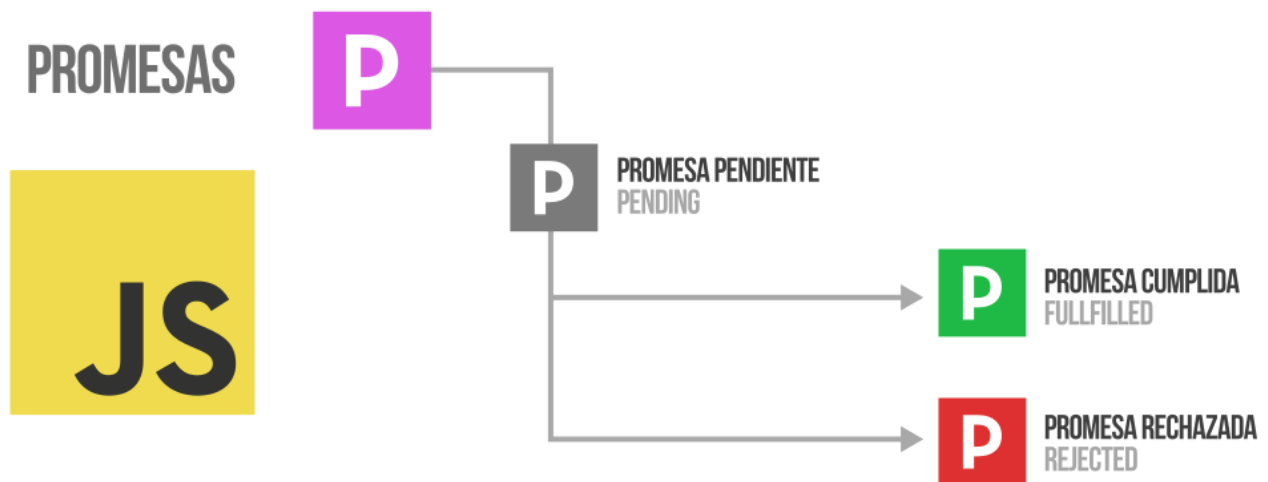 PROMESAS
P
P
PROMESA PENDIENTE
PENDING
JS
P
PROMESA CUMPLIDA
FULLFILLED
P
PROMESA RECHAZADA
REJECTED